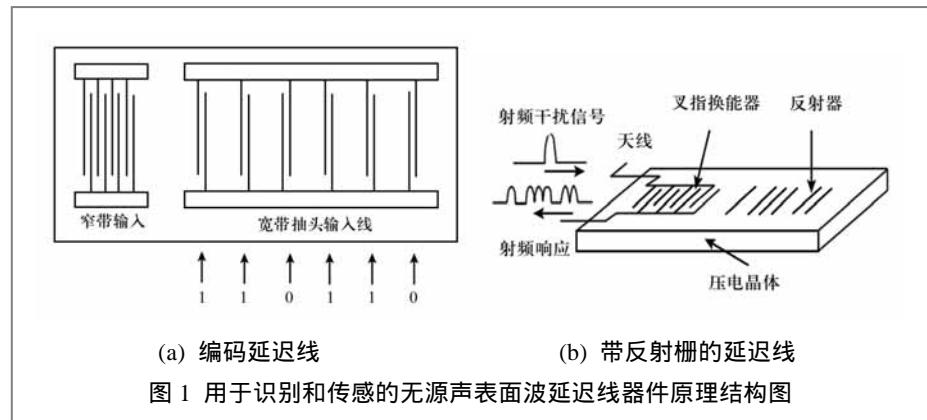 窄带输入
宽带抽头输入线
1 1 0 1 1 0
叉指换能器 反射器
射频干扰信号
天线
射频响应
压电晶体
(a) 编码延迟线
(b) 带反射栅的延迟线
图 1 用于识别和传感的无源声表面波延迟线器件原理结构图